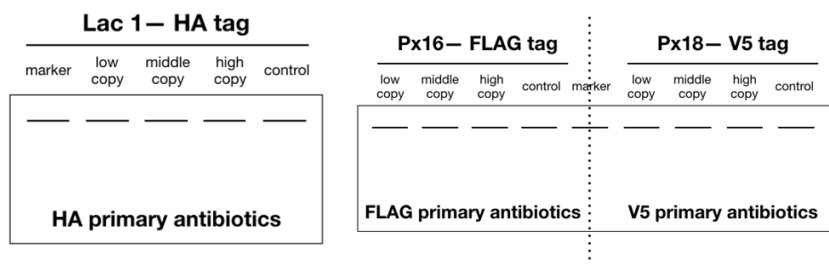 Lac 1— HA tag
marker low copy middle copy high copy control
HA primary antibiotics
Px16— FLAG tag Px18— V5 tag
low copy middle copy high copy control marker low copy middle copy high copy control
FLAG primary antibiotics V5 primary antibiotics